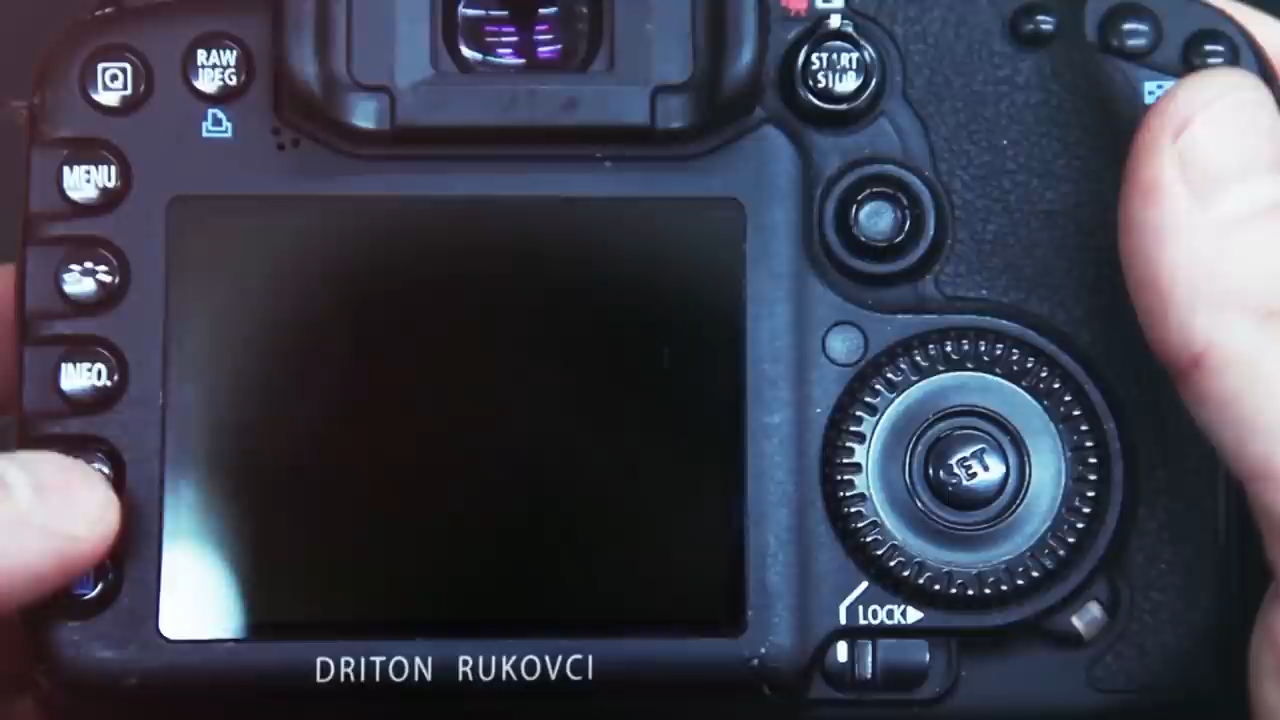 Q
RAW
JPEG
START
STOP
MENU
INFO.
SET
LOCK
DRITON RUKOVCI